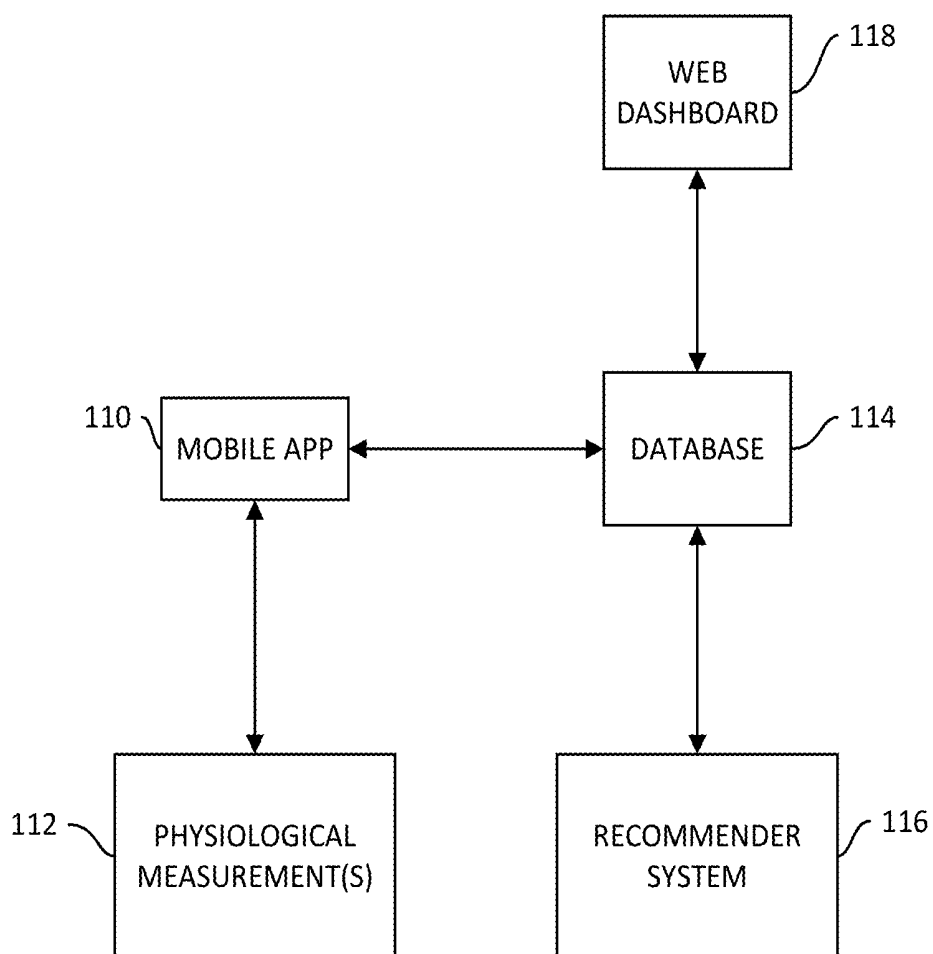 118
WEB
DASHBOARD
110
MOBILE APP
DATABASE
114
112
PHYSIOLOGICAL
MEASUREMENT(S)
RECOMMENDER
SYSTEM
116